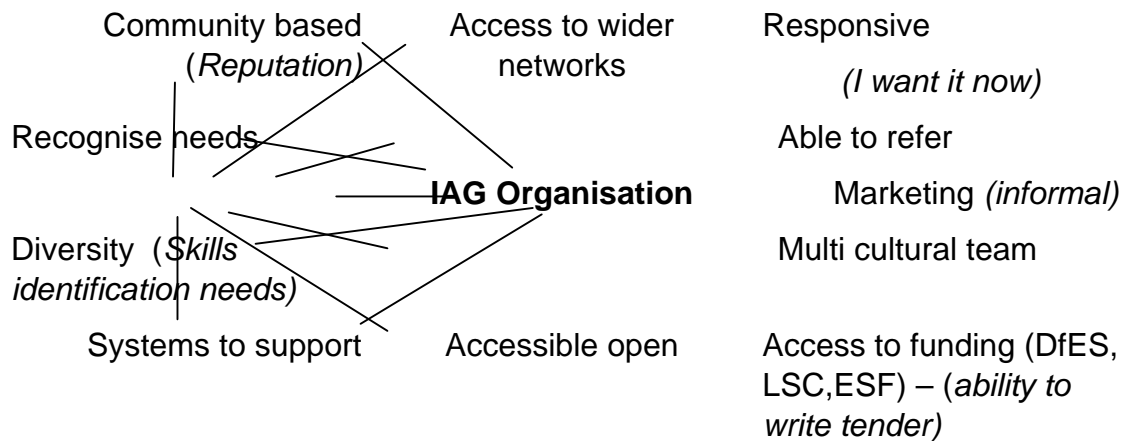 Community based Access to wider Responsive
(Reputation) networks
(I want it now)
Recognise needs Able to refer
IAG Organisation Marketing (informal)
Diversity (Skills Multi cultural team
identification needs)
Systems to support Accessible open Access to funding (DfES,
LSC,ESF) – (ability to
write tender)